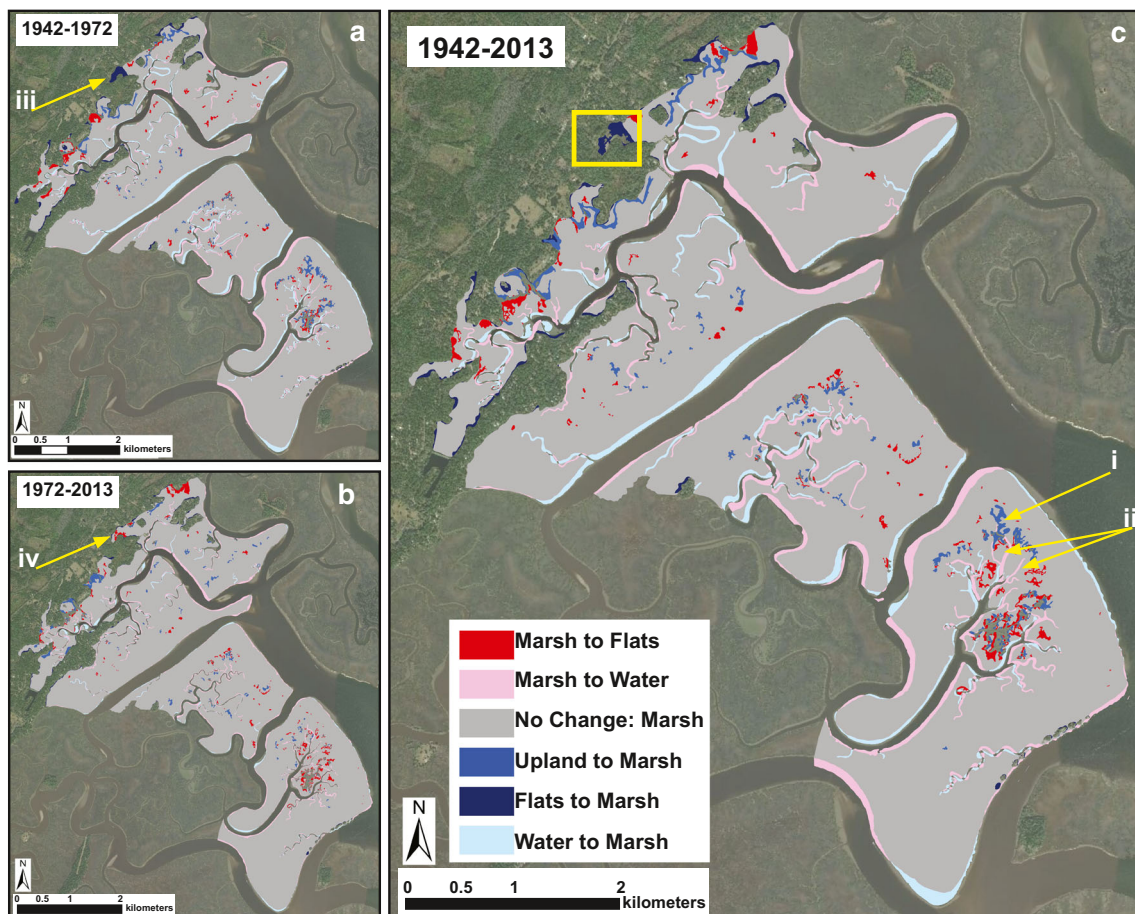 1942-1972
a
iii
N
0 0.5 1 2
kilometers
1972-2013
b
iv
N
0 0.5 1 2
kilometers
1942-2013
c
i
ii
Marsh to Flats
Marsh to Water
No Change: Marsh
Upland to Marsh
Flats to Marsh
Water to Marsh
N
0 0.5 1 2
kilometers